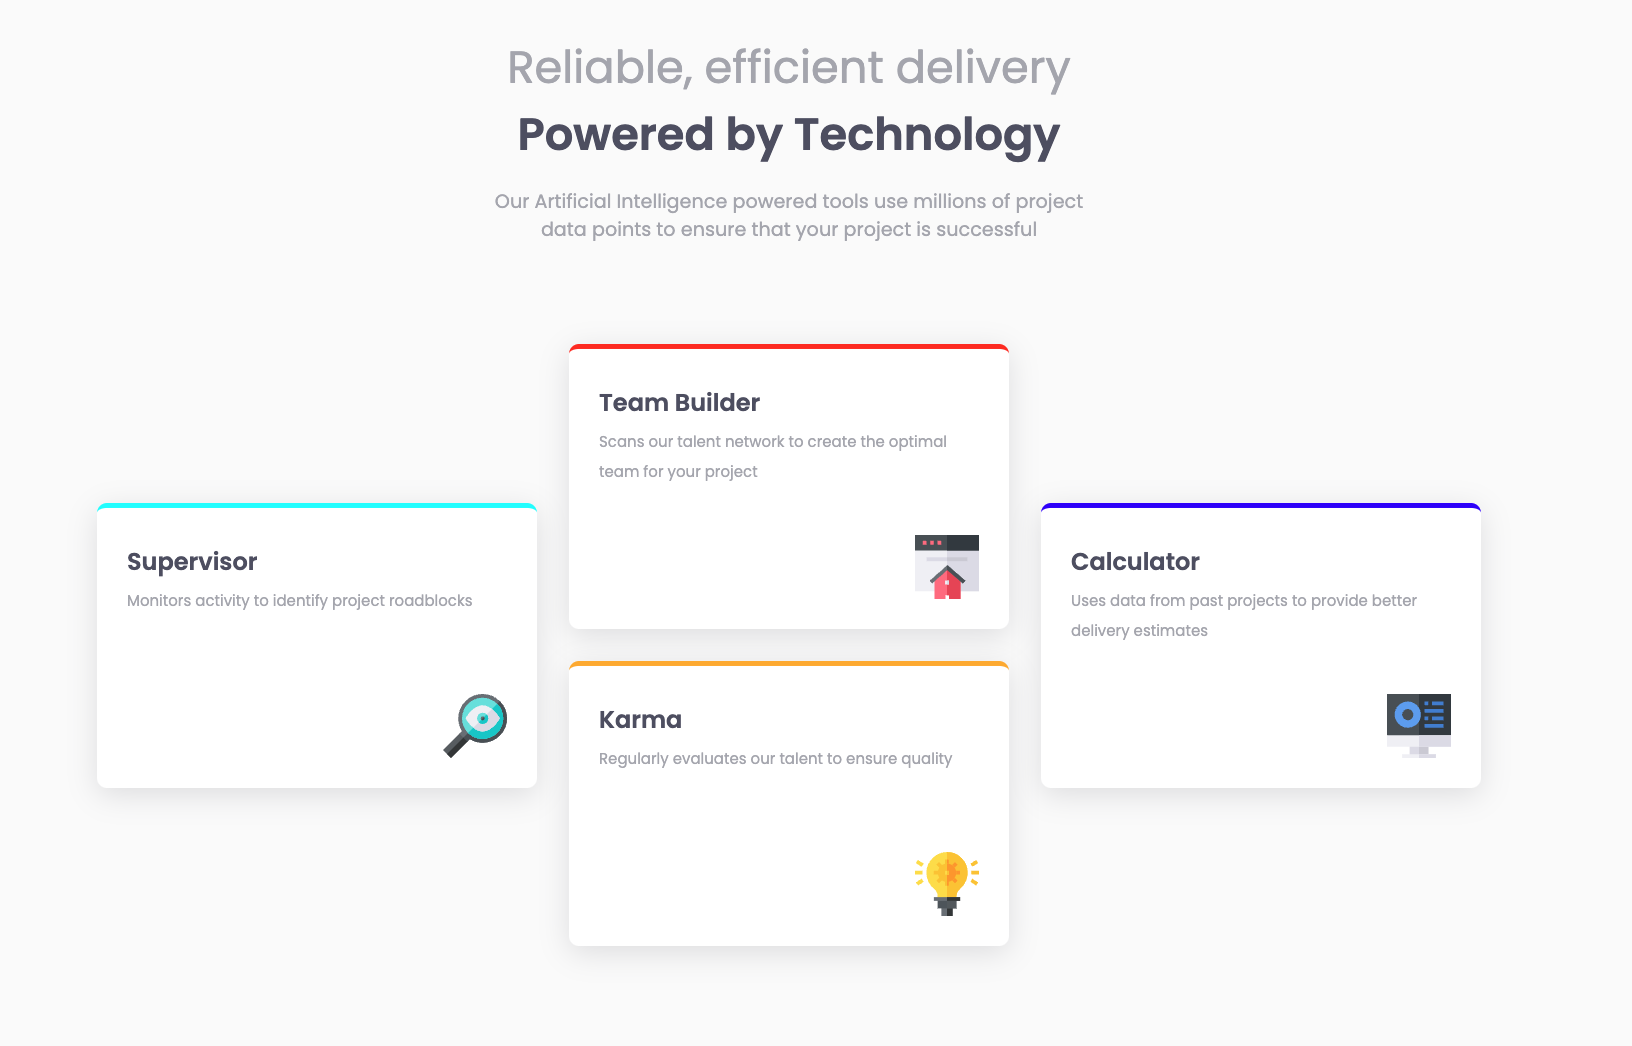 Reliable, efficient delivery
Powered by Technology
Our Artificial Intelligence powered tools use millions of project
data points to ensure that your project is successful
Supervisor
Monitors activity to identify project roadblocks
Team Builder
Scans our talent network to create the optimal
team for your project
Karma
Regularly evaluates our talent to ensure quality
Calculator
Uses data from past projects to provide better
delivery estimates